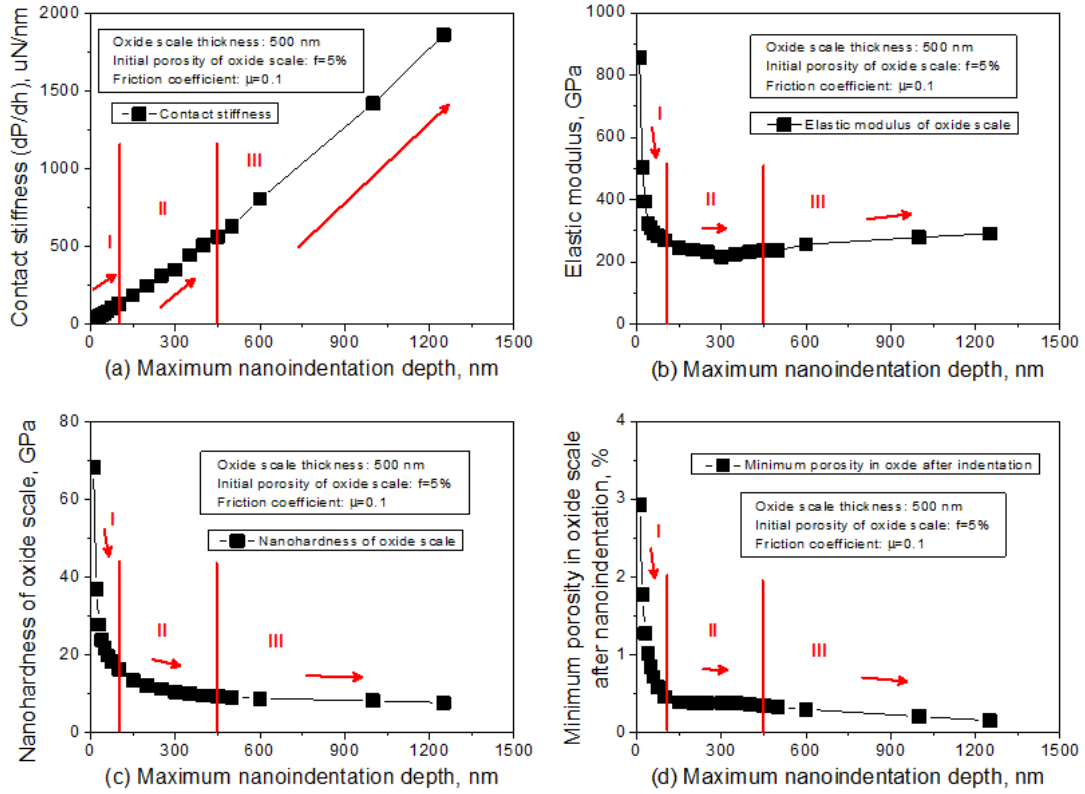 Contact stiffness (dP/dh), uN/nm
2000
1500
1000
500
0
Oxide scale thickness: 500 nm
Initial porosity of oxide scale: f=5%
Friction coefficient: μ=0.1
Contact stiffness
I
II
III
0 300 600 900 1200 1500
(a) Maximum nanoindentation depth, nm
Elastic modulus, GPa
1000
800
600
400
200
0
Oxide scale thickness: 500 nm
Initial porosity of oxide scale: f=5%
Friction coefficient: μ=0.1
Elastic modulus of oxide scale
I
II
III
0 300 600 900 1200 1500
(b) Maximum nanoindentation depth, nm
Nanohardness of oxide scale, GPa
80
60
40
20
0
Oxide scale thickness: 500 nm
Initial porosity of oxide scale: f=5%
Friction coefficient: μ=0.1
Nanohardness of oxide scale
I
II
III
0 300 600 900 1200 1500
(c) Maximum nanoindentation depth, nm
Minimum porosity in oxide scale
after nanoindentation, %
4
3
2
1
0
Minimum porosity in oxde after indentation
Oxide scale thickness: 500 nm
Initial porosity of oxide scale: f=5%
Friction coefficient: μ=0.1
I
II
III
0 300 600 900 1200 1500
(d) Maximum nanoindentation depth, nm